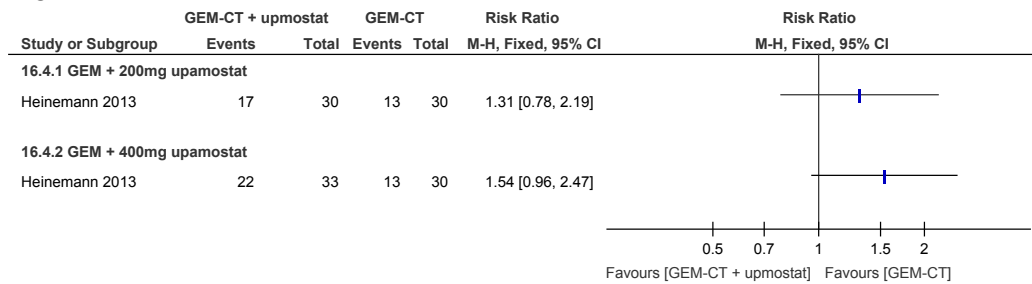 GEM-CT + upmostat GEM-CT Risk Ratio Risk Ratio
Study or Subgroup Events Total Events Total M-H, Fixed, 95% CI M-H, Fixed, 95% CI
16.4.1 GEM + 200mg upamostat
Heinemann 2013 17 30 13 30 1.31 [0.78, 2.19]
16.4.2 GEM + 400mg upamostat
Heinemann 2013 22 33 13 30 1.54 [0.96, 2.47]
0.5 0.7 1 1.5 2
Favours [GEM-CT + upmostat] Favours [GEM-CT]